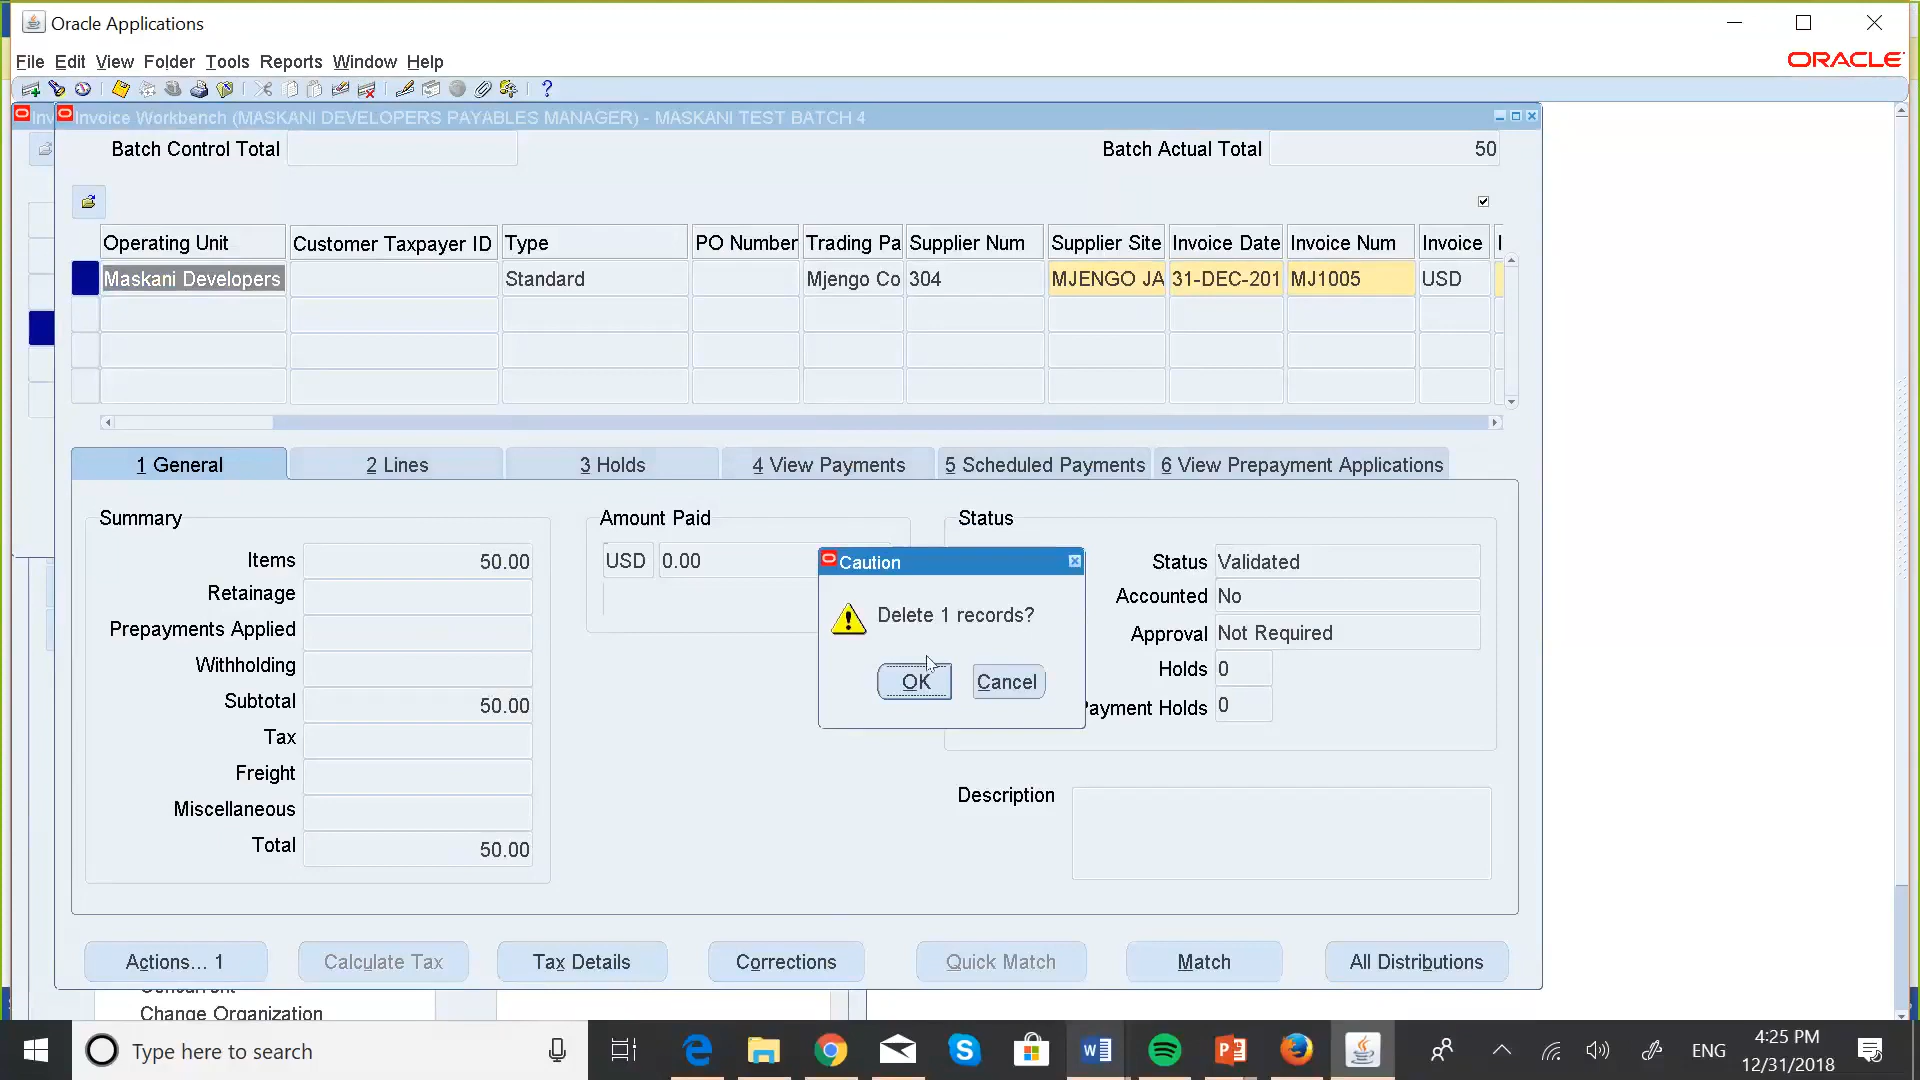 Oracle Applications
File Edit View Folder Tools Reports Window Help
ORACLE
Inv
Invoice Workbench (MASKANI DEVELOPERS PAYABLES MANAGER) - MASKANI TEST BATCH 4
Batch Control Total
Batch Actual Total 50
Operating Unit Customer Taxpayer ID Type PO Number Trading Pa Supplier Num Supplier Site Invoice Date Invoice Num Invoice
Maskani Developers Standard Mjengo Co 304 MJENGO JA 31-DEC-201 MJ1005 USD
1 General 2 Lines 3 Holds 4 View Payments 5 Scheduled Payments 6 View Prepayment Applications
Summary
Items 50.00
Retainage
Prepayments Applied
Withholding
Subtotal 50.00
Tax
Freight
Miscellaneous
Total 50.00
Amount Paid
USD 0.00
Status
Status Validated
Accounted No
Approval Not Required
Holds 0
Payment Holds 0
Description
Caution
Delete 1 records?
OK Cancel
Actions... 1 Calculate Tax Tax Details Corrections Quick Match Match All Distributions
Concurrent
Change Organization
Type here to search
ENG
4:25 PM
12/31/2018